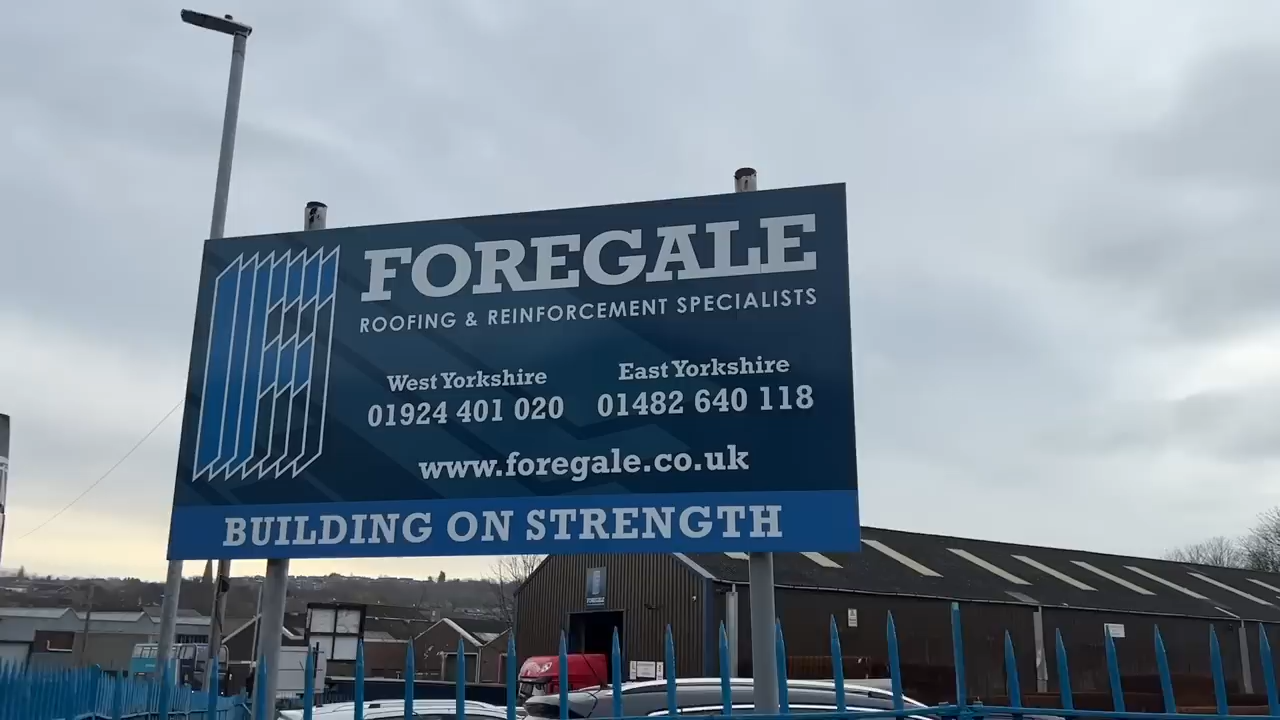 FOREGALE
ROOFING & REINFORCEMENT SPECIALISTS
West Yorkshire East Yorkshire
01924 401 020 01482 640 118
www.foregale.co.uk
BUILDING ON STRENGTH